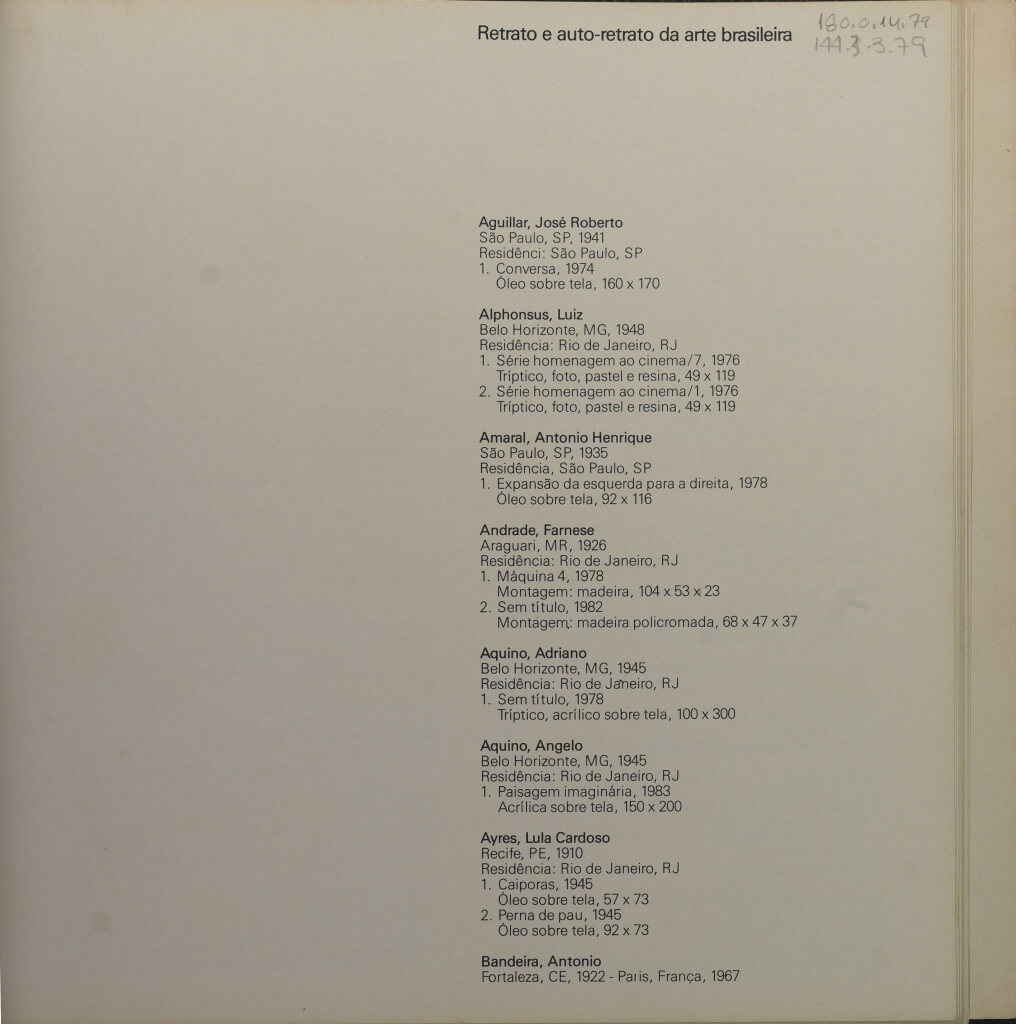 Retrato e auto-retrato da arte brasileira
180.0.14.79
144.3.3.79
Aguillar, José Roberto
São Paulo, SP, 1941
Residênci: São Paulo, SP
1. Conversa, 1974
Óleo sobre tela, 160 x 170
Alphonsus, Luiz
Belo Horizonte, MG, 1948
Residência: Rio de Janeiro, RJ
1. Série homenagem ao cinema/7, 1976
Tríptico, foto, pastel e resina, 49 x 119
2. Série homenagem ao cinema/1, 1976
Tríptico, foto, pastel e resina, 49 x 119
Amaral, Antonio Henrique
São Paulo, SP, 1935
Residência, São Paulo, SP
1. Expansão da esquerda para a direita, 1978
Óleo sobre tela, 92 x 116
Andrade, Farnese
Araguari, MR, 1926
Residência: Rio de Janeiro, RJ
1. Máquina 4, 1978
Montagem: madeira, 104 x 53 x 23
2. Sem título, 1982
Montagem: madeira policromada, 68 x 47 x 37
Aquino, Adriano
Belo Horizonte, MG, 1945
Residência: Rio de Janeiro, RJ
1. Sem título, 1978
Tríptico, acrílico sobre tela, 100 x 300
Aquino, Angelo
Belo Horizonte, MG, 1945
Residência: Rio de Janeiro, RJ
1. Paisagem imaginária, 1983
Acrílica sobre tela, 150 x 200
Ayres, Lula Cardoso
Recife, PE, 1910
Residência: Rio de Janeiro, RJ
1. Caiporas, 1945
Óleo sobre tela, 57 x 73
2. Perna de pau, 1945
Óleo sobre tela, 92 x 73
Bandeira, Antonio
Fortaleza, CE, 1922 - Paris, França, 1967